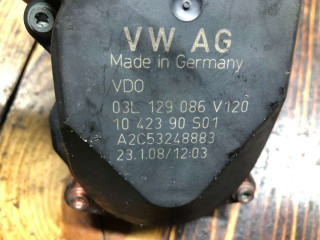 VW AG
Made in Germany
VDO
03L 129 086 V120
10 423 90 S01
A2C53248883
23.1.08/12:03